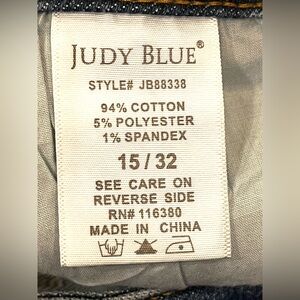 JUDY BLUE®
STYLE# JB88338
94% COTTON
5% POLYESTER
1% SPANDEX
15 / 32
SEE CARE ON
REVERSE SIDE
RN# 116380
MADE IN CHINA